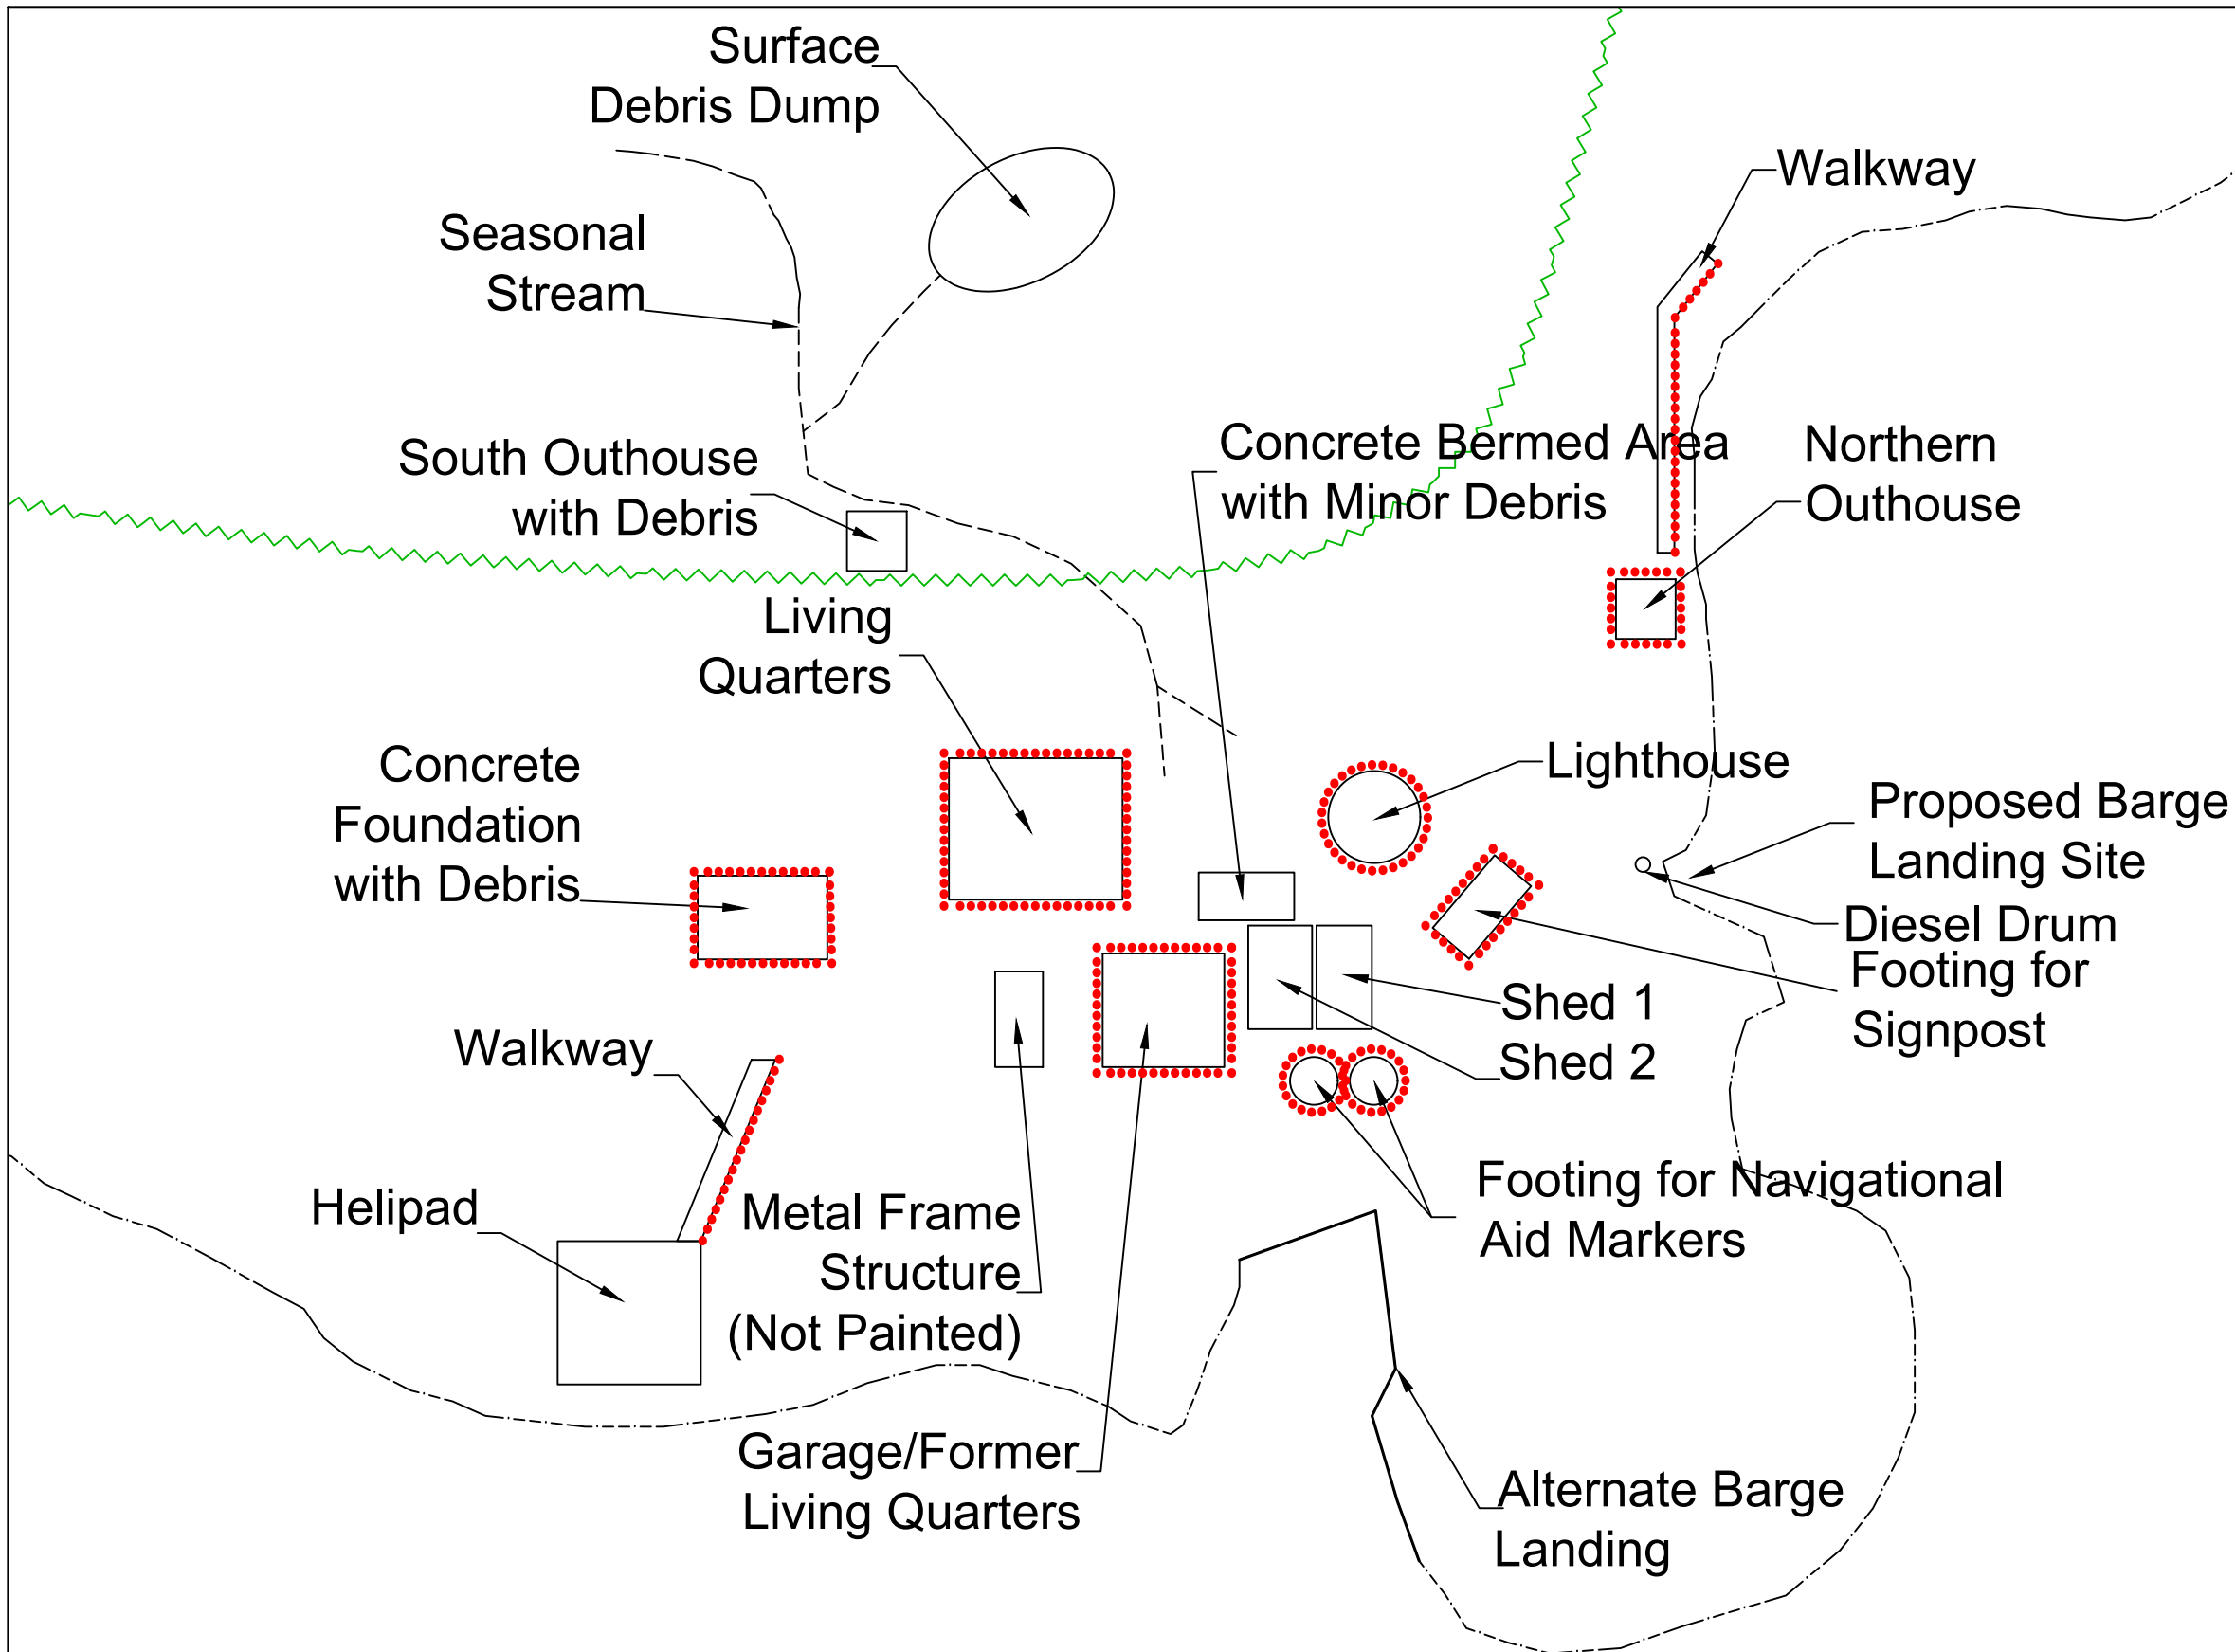 Surface
Debris Dump
Walkway
Seasonal
Stream
South Outhouse
with Debris
Concrete Bermed Area
with Minor Debris
Northern
Outhouse
Living
Quarters
Concrete
Foundation
with Debris
Lighthouse
Proposed Barge
Landing Site
Diesel Drum
Footing for
Signpost
Shed 1
Shed 2
Walkway
Helipad
Metal Frame
Structure
(Not Painted)
Footing for Navigational
Aid Markers
Garage/Former
Living Quarters
Alternate Barge
Landing